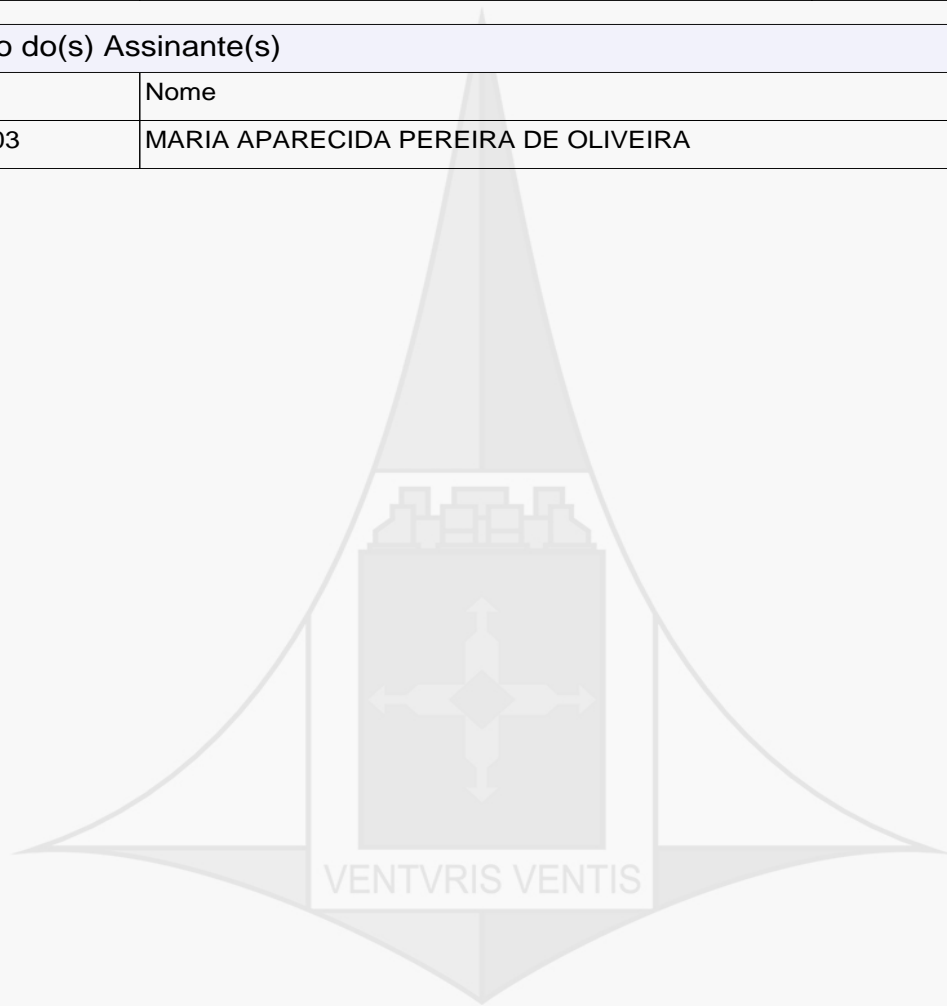 o do(s) Assinante(s)
Nome
03 MARIA APARECIDA PEREIRA DE OLIVEIRA
VENTVRIS VENTIS